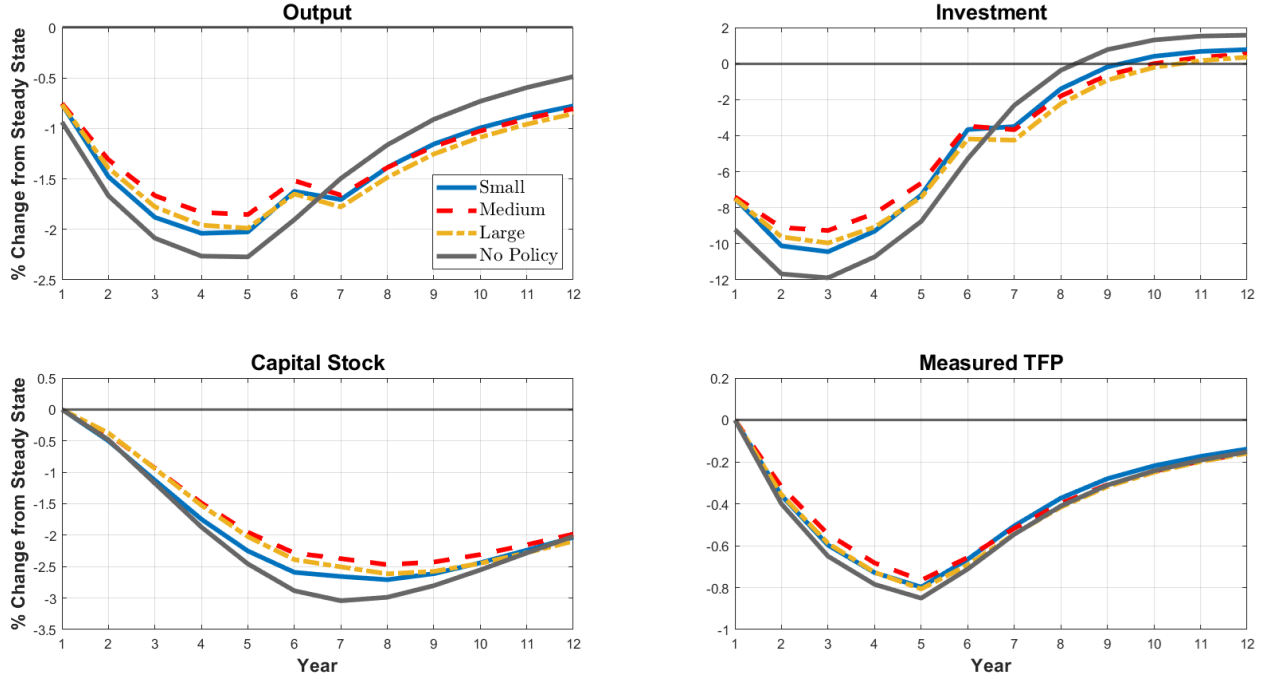 Output
% Change from Steady State
0
-0.5
-1
-1.5
-2
-2.5
1 2 3 4 5 6 7 8 9 10 11 12
Small
Medium
Large
No Policy
Investment
2
0
-2
-4
-6
-8
-10
-12
1 2 3 4 5 6 7 8 9 10 11 12
Capital Stock
% Change from Steady State
0.5
0
-0.5
-1
-1.5
-2
-2.5
-3
-3.5
1 2 3 4 5 6 7 8 9 10 11 12
Year
Measured TFP
0.2
0
-0.2
-0.4
-0.6
-0.8
-1
1 2 3 4 5 6 7 8 9 10 11 12
Year